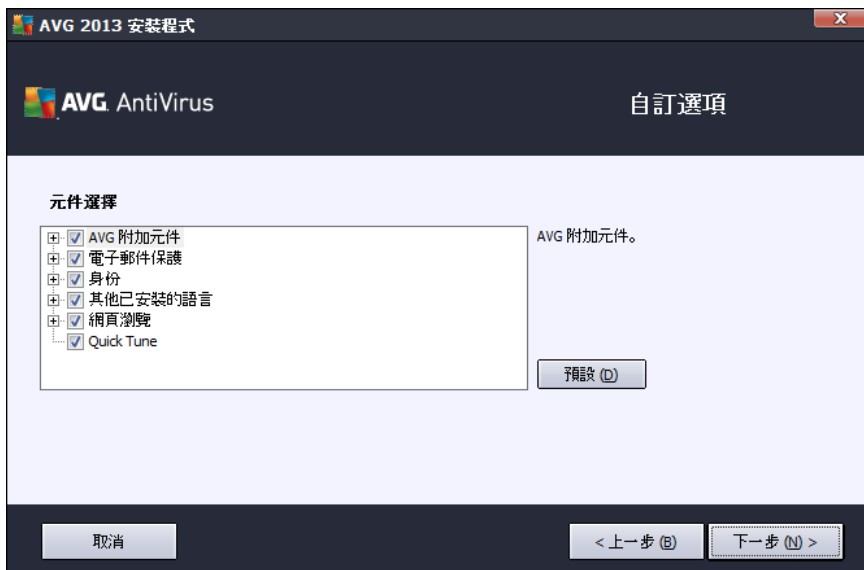 AVG 2013 安裝程式
AVG. AntiVirus
自訂選項
元件選擇
AVG 附加元件
AVG 附加元件。
電子郵件保護
身份
其他已安裝的語言
網頁瀏覽
Quick Tune
預設 (D)
取消
< 上一步 (B)
下一步 (N) >